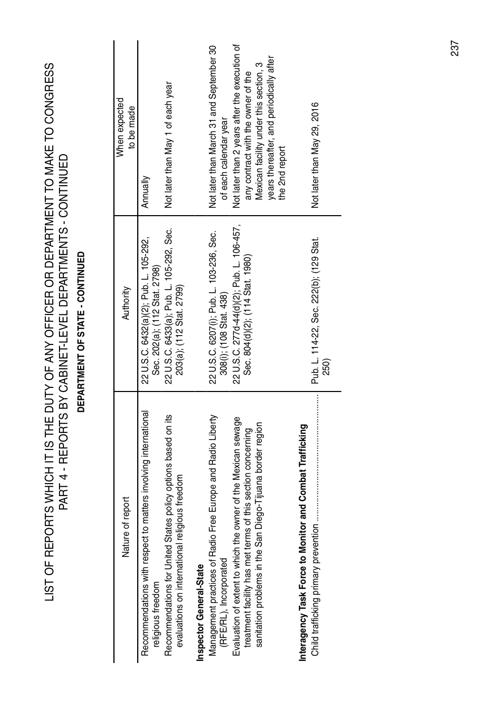 LIST OF REPORTS WHICH IT IS THE DUTY OF ANY OFFICER OR DEPARTMENT TO MAKE TO CONGRESS
PART 4 - REPORTS BY CABINET-LEVEL DEPARTMENTS - CONTINUED
DEPARTMENT OF STATE - CONTINUED
Nature of report
Authority
When expected
to be made
Recommendations with respect to matters involving international
religious freedom
22 U.S.C. 6432(a)(2); Pub. L. 105-292,
Sec. 202(a); (112 Stat. 2798)
Annually
Recommendations for United States policy options based on its
evaluations on international religious freedom
22 U.S.C. 6433(a); Pub. L. 105-292, Sec.
203(a); (112 Stat. 2799)
Not later than May 1 of each year
Inspector General-State
Management practices of Radio Free Europe and Radio Liberty
(RFE/RL), Incorporated
22 U.S.C. 6207(i); Pub. L. 103-236, Sec.
308(i); (108 Stat. 438)
Not later than March 31 and September 30
of each calendar year
Evaluation of extent to which the owner of the Mexican sewage
treatment facility has met terms of this section concerning
sanitation problems in the San Diego-Tijuana border region
22 U.S.C. 277d-44(d)(2); Pub. L. 106-457,
Sec. 804(d)(2); (114 Stat. 1980)
Not later than 2 years after the execution of
any contract with the owner of the
Mexican facility under this section, 3
years thereafter, and periodically after
the 2nd report
Interagency Task Force to Monitor and Combat Trafficking
Child trafficking primary prevention ................................................
Pub. L. 114-22, Sec. 222(b); (129 Stat.
250)
Not later than May 29, 2016
237